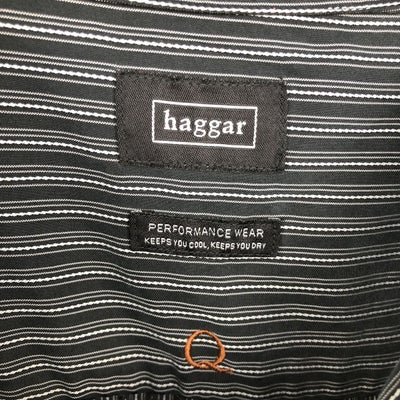 haggar
PERFORMANCE WEAR
KEEPS YOU COOL, KEEPS YOU DRY
Q